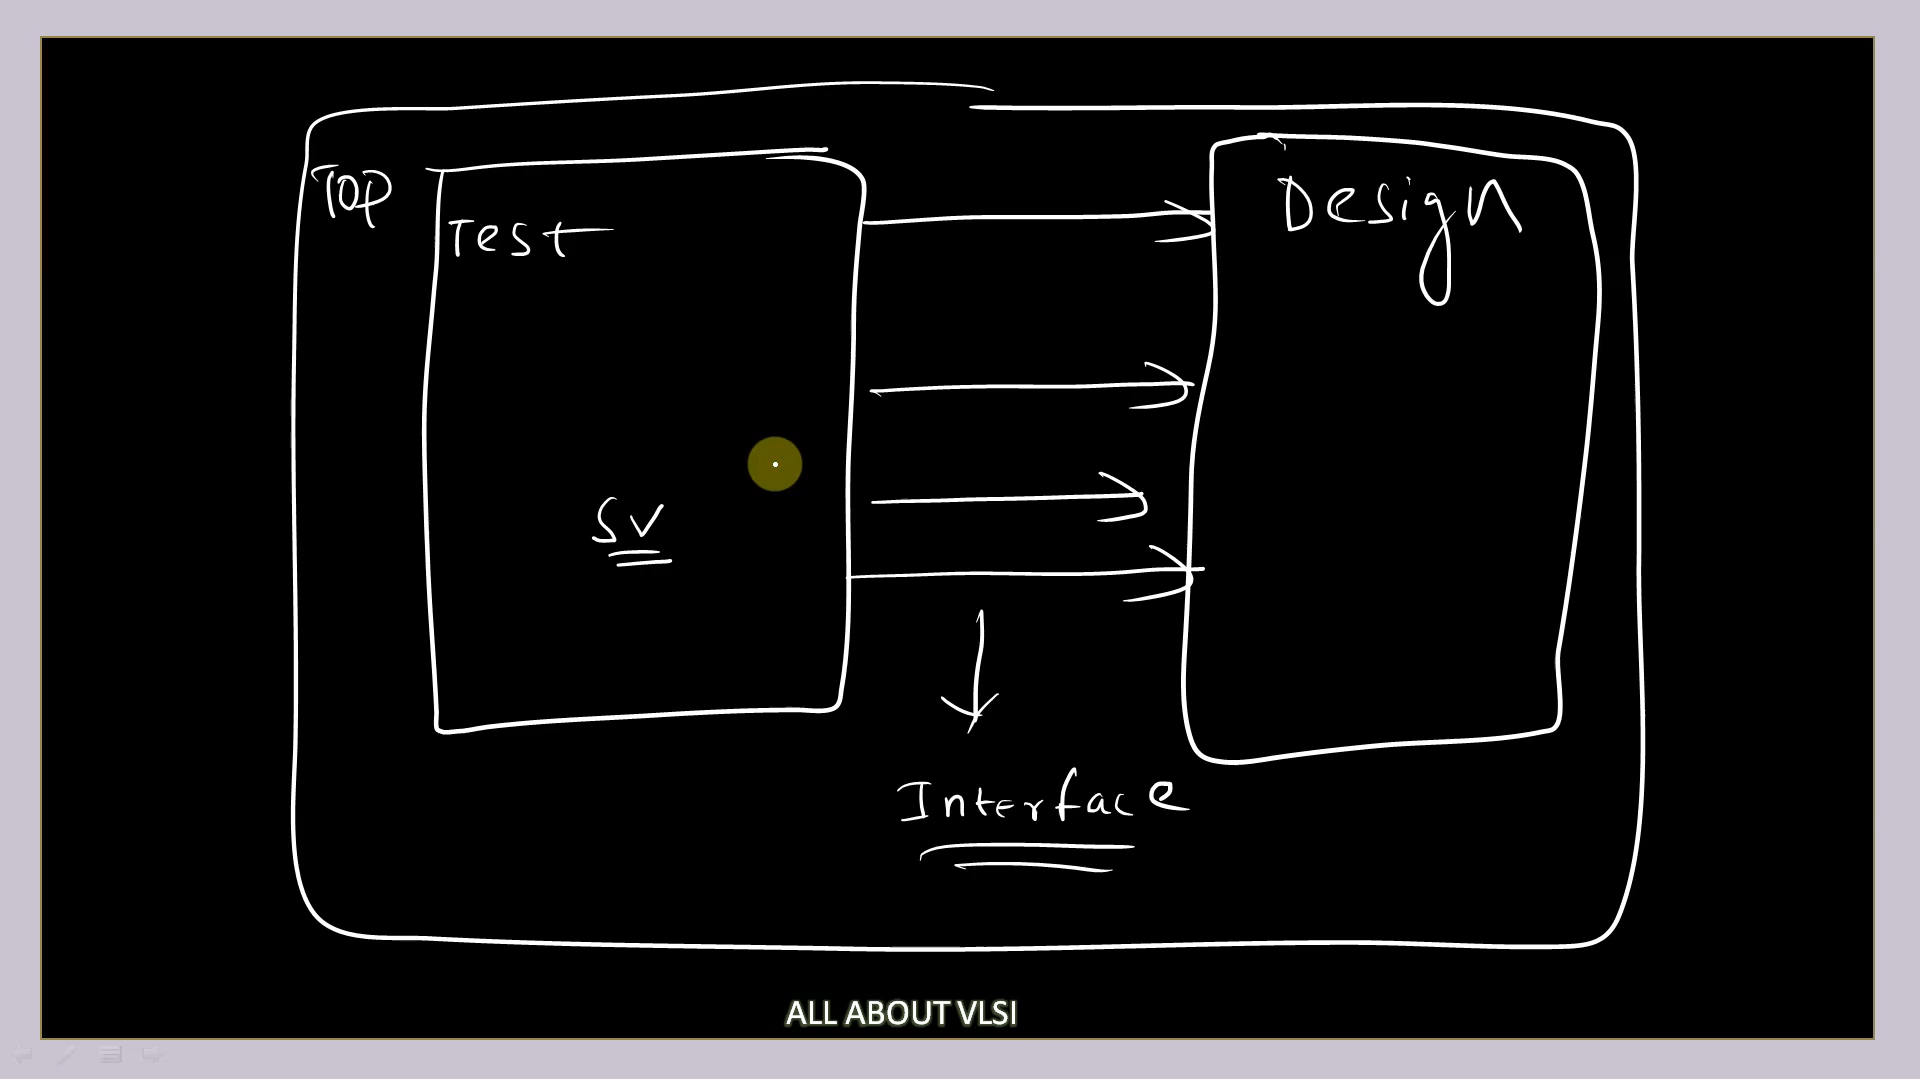 TOP
Test
Design
SV
Interface
ALL ABOUT VLSI